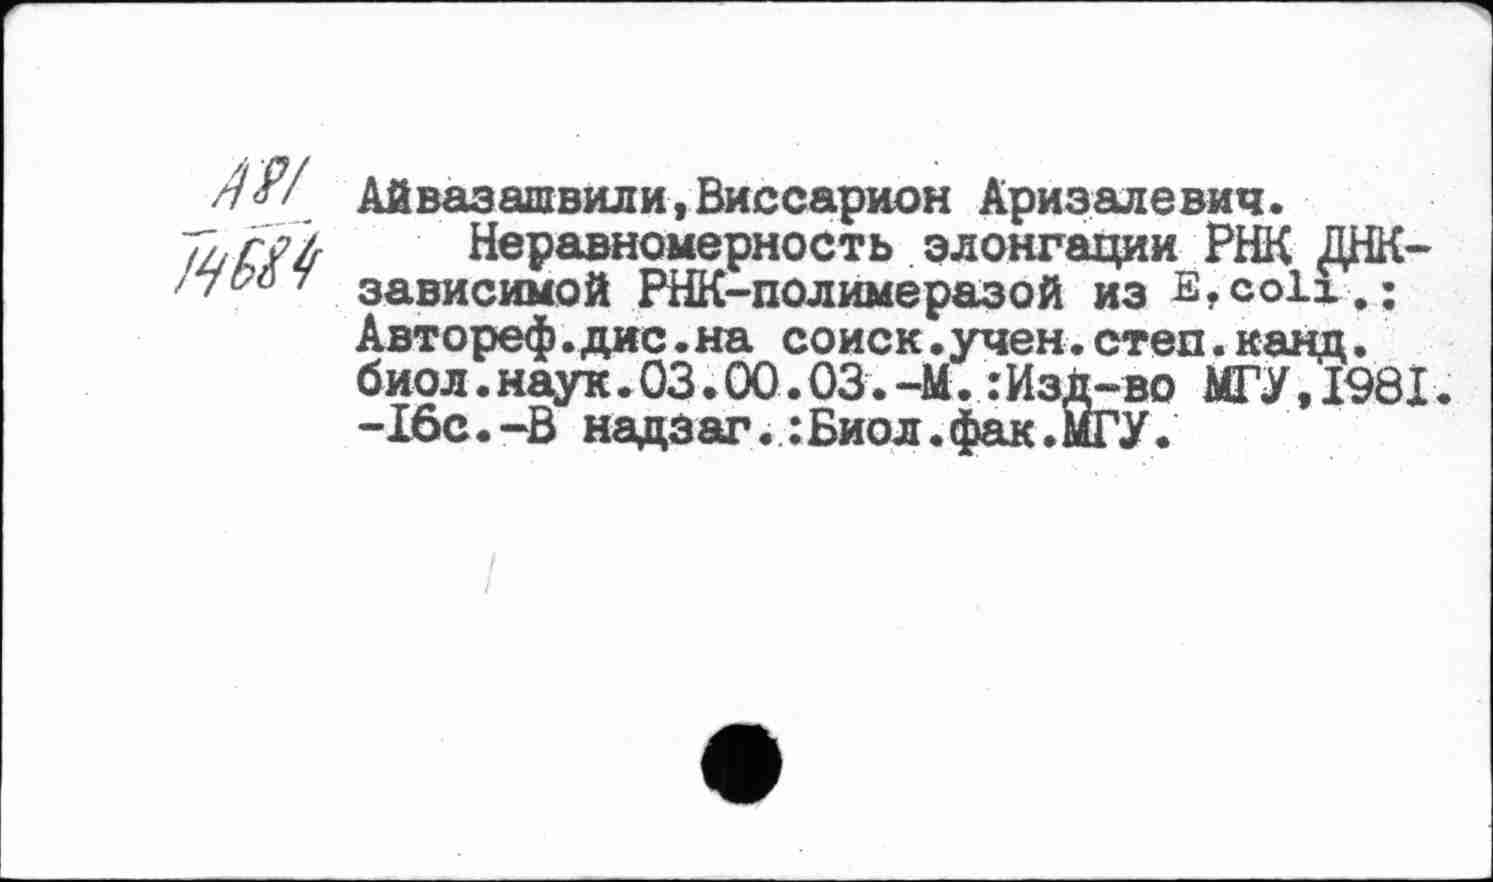 А81
14684
Айвазашвили,Виссарион Аризалевич.
Неравномерность элонгации РНК ДНК-
зависимой РНК-полимеразой из E.coli.:
Автореф.дис.на соиск.учен.степ.канд.
биол.наук.03.00.03.-М.:Изд-во МГУ,1981.
-16с.-В надзаг.:Биол.фак.МГУ.